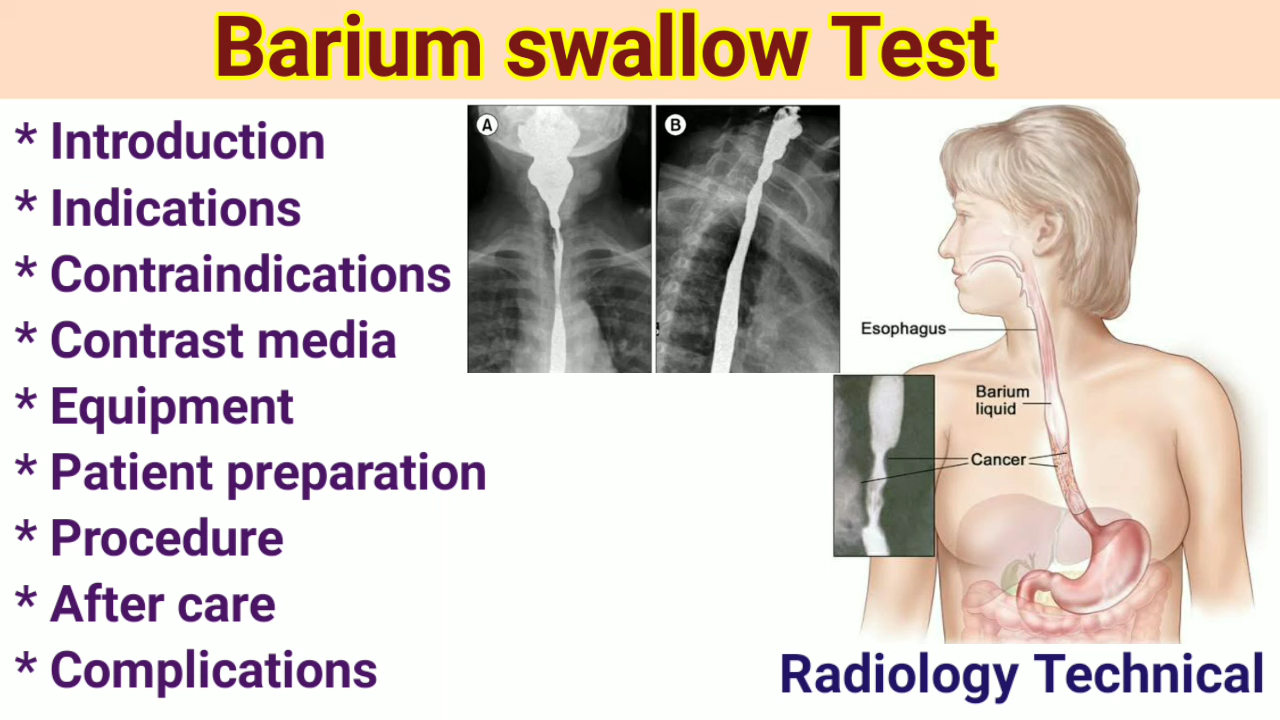 Barium swallow Test
* Introduction
* Indications
* Contraindications
* Contrast media
* Equipment
* Patient preparation
* Procedure
* After care
* Complications
A
B
Esophagus
Barium
liquid
Cancer
Radiology Technical